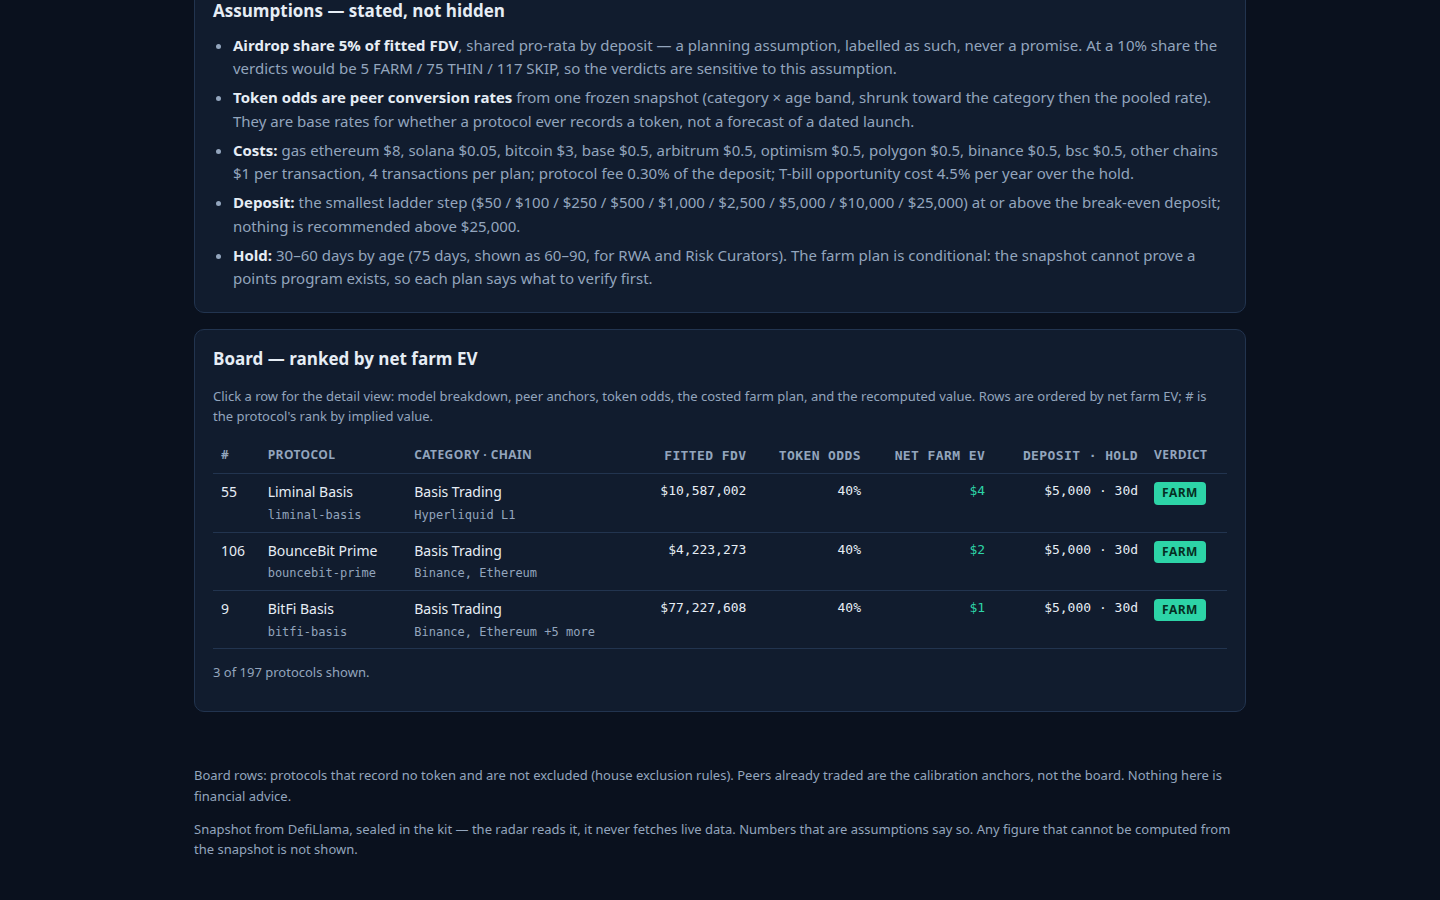 Assumptions — stated, not hidden
• Airdrop share 5% of fitted FDV, shared pro-rata by deposit — a planning assumption, labelled as such, never a promise. At a 10% share the
verdicts would be 5 FARM / 75 THIN / 117 SKIP, so the verdicts are sensitive to this assumption.
• Token odds are peer conversion rates from one frozen snapshot (category × age band, shrunk toward the category then the pooled rate).
They are base rates for whether a protocol ever records a token, not a forecast of a dated launch.
• Costs: gas ethereum $8, solana $0.05, bitcoin $3, base $0.5, arbitrum $0.5, optimism $0.5, polygon $0.5, binance $0.5, bsc $0.5, other chains
$1 per transaction, 4 transactions per plan; protocol fee 0.30% of the deposit; T-bill opportunity cost 4.5% per year over the hold.
• Deposit: the smallest ladder step ($50 / $100 / $250 / $500 / $1,000 / $2,500 / $5,000 / $10,000 / $25,000) at or above the break-even deposit;
nothing is recommended above $25,000.
• Hold: 30–60 days by age (75 days, shown as 60–90, for RWA and Risk Curators). The farm plan is conditional: the snapshot cannot prove a
points program exists, so each plan says what to verify first.
Board — ranked by net farm EV
Click a row for the detail view: model breakdown, peer anchors, token odds, the costed farm plan, and the recomputed value. Rows are ordered by net farm EV; # is
the protocol's rank by implied value.
# PROTOCOL CATEGORY · CHAIN FITTED FDV TOKEN ODDS NET FARM EV DEPOSIT · HOLD VERDICT
55 Liminal Basis Basis Trading $10,587,002 40% $4 $5,000 · 30d FARM
liminal-basis Hyperliquid L1
106 BounceBit Prime Basis Trading $4,223,273 40% $2 $5,000 · 30d FARM
bouncebit-prime Binance, Ethereum
9 BitFi Basis Basis Trading $77,227,608 40% $1 $5,000 · 30d FARM
bitfi-basis Binance, Ethereum +5 more
3 of 197 protocols shown.
Board rows: protocols that record no token and are not excluded (house exclusion rules). Peers already traded are the calibration anchors, not the board. Nothing here is
financial advice.
Snapshot from DefiLlama, sealed in the kit — the radar reads it, it never fetches live data. Numbers that are assumptions say so. Any figure that cannot be computed from
the snapshot is not shown.